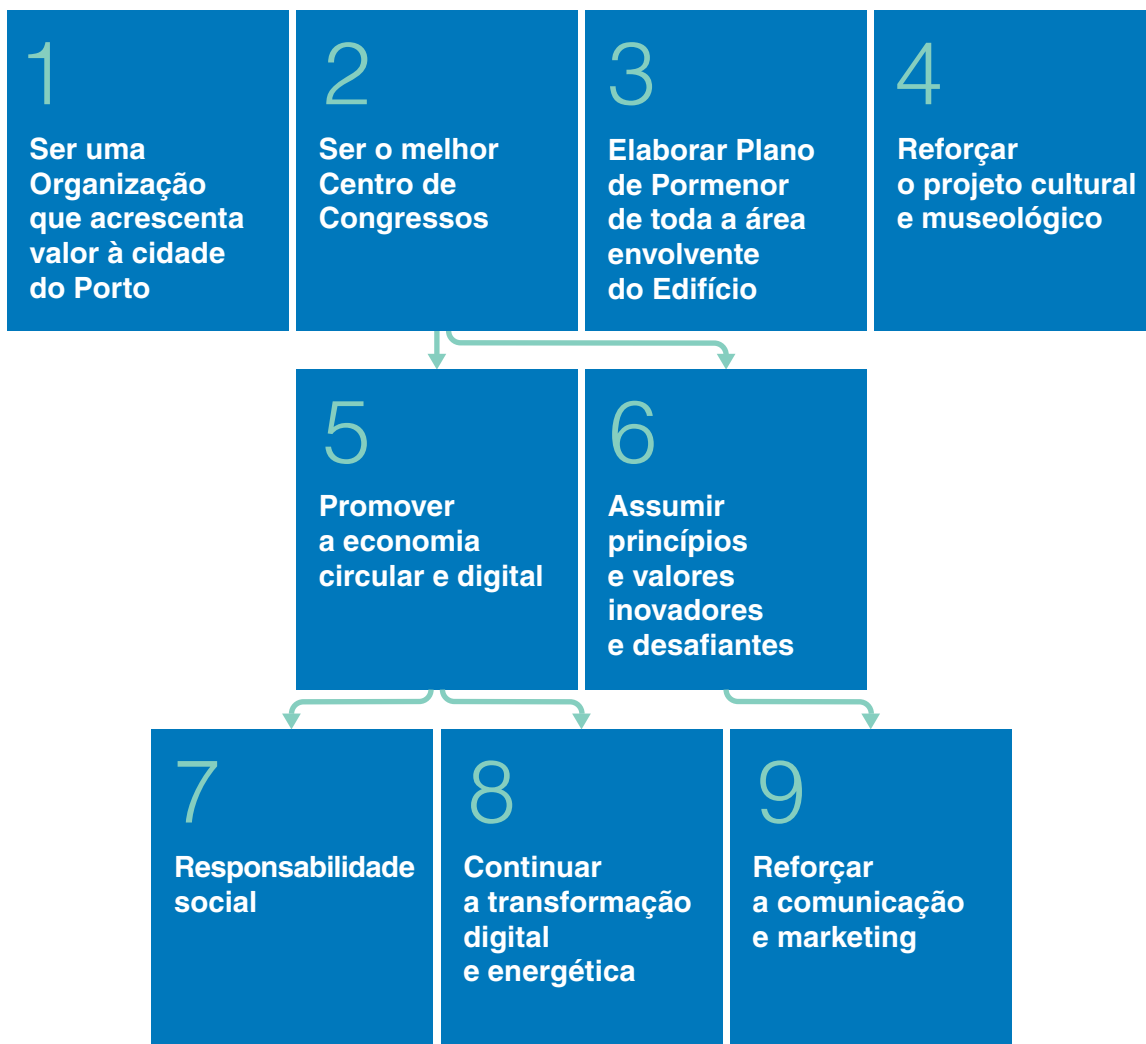 1
Ser uma
Organização
que acrescenta
valor à cidade
do Porto
2
Ser o melhor
Centro de
Congressos
3
Elaborar Plano
de Pormenor
de toda a área
envolvente
do Edifício
4
Reforçar
o projeto cultural
e museológico
5
Promover
a economia
circular e digital
6
Assumir
princípios
e valores
inovadores
e desafiantes
7
Responsabilidade
social
8
Continuar
a transformação
digital
e energética
9
Reforçar
a comunicação
e marketing